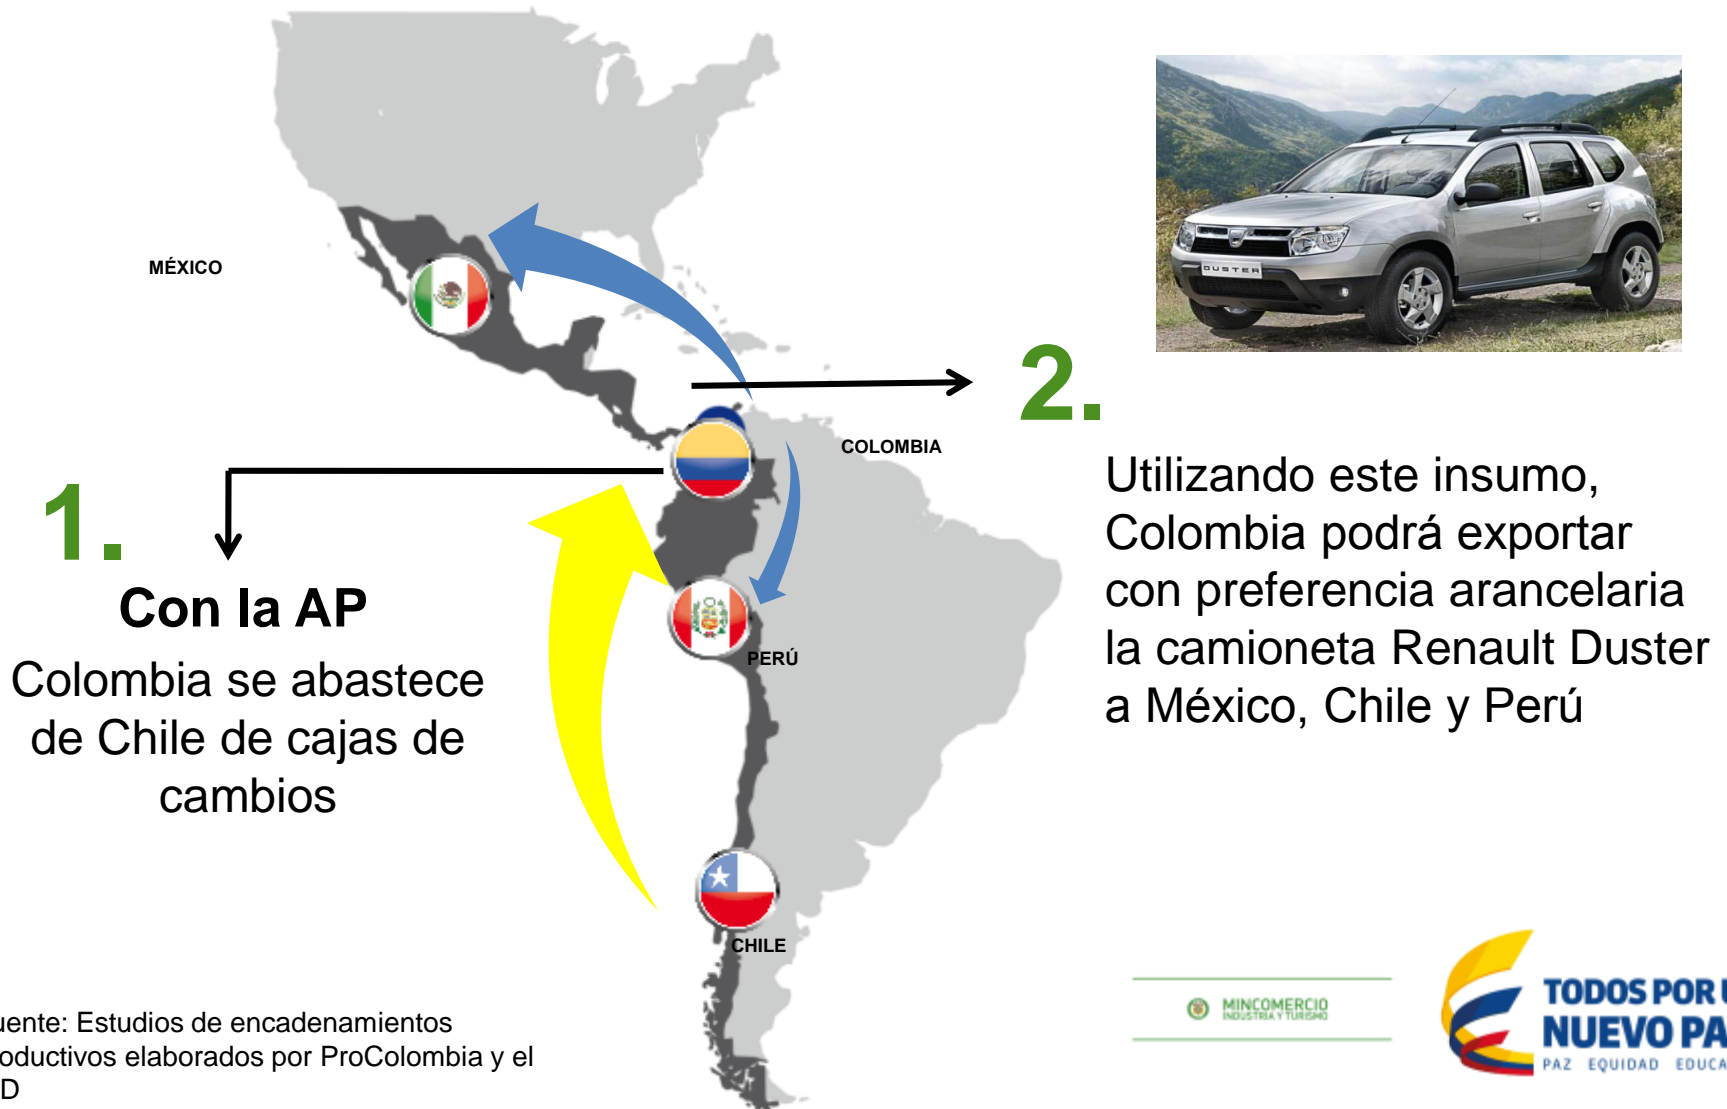 MÉXICO
DUSTER
2.
COLOMBIA
1.
Con la AP
Colombia se abastece
de Chile de cajas de
cambios
Utilizando este insumo,
Colombia podrá exportar
con preferencia arancelaria
la camioneta Renault Duster
a México, Chile y Perú
PERÚ
CHILE
uente: Estudios de encadenamientos
oductivos elaborados por ProColombia y el
D
MINCOMERCIO
INDUSTRIA Y TURISMO
TODOS POR U
NUEVO PA
PAZ EQUIDAD EDUCA